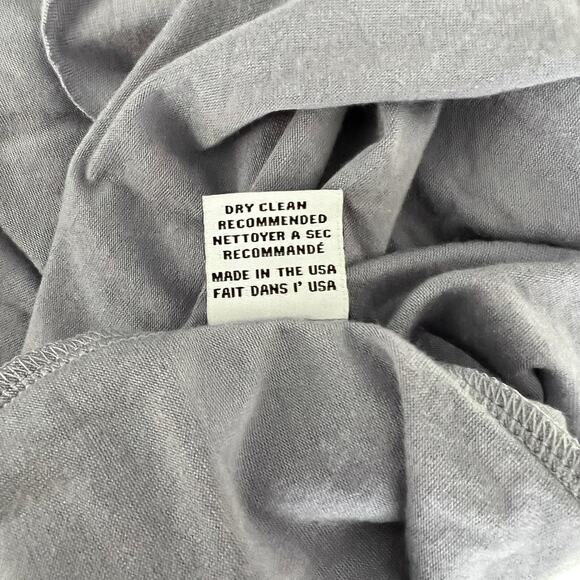 DRY CLEAN
RECOMMENDED
NETTOYER A SEC
RECOMMANDÉ
MADE IN THE USA
FAIT DANS I' USA